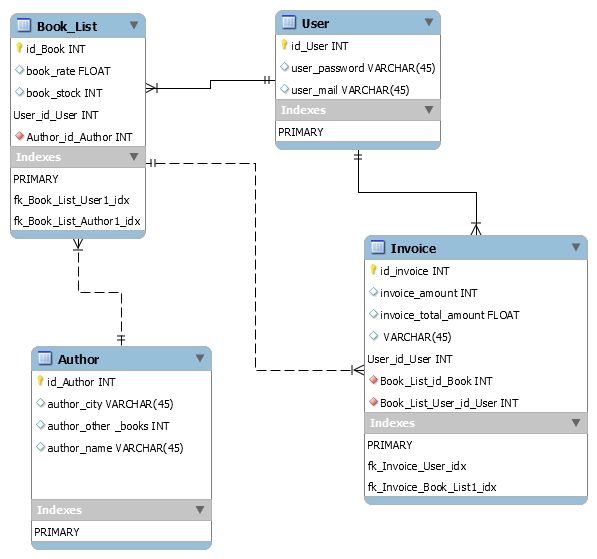 Book_List
id_Book INT
book_rate FLOAT
book_stock INT
User_id_User INT
Author_id_Author INT
Indexes
PRIMARY
fk_Book_List_User1_idx
fk_Book_List_Author1_idx
User
id_User INT
user_password VARCHAR(45)
user_mail VARCHAR(45)
Indexes
PRIMARY
Invoice
id_invoice INT
invoice_amount INT
invoice_total_amount FLOAT
VARCHAR(45)
User_id_User INT
Book_List_id_Book INT
Book_List_User_id_User INT
Indexes
PRIMARY
fk_Invoice_User_idx
fk_Invoice_Book_List1_idx
Author
id_Author INT
author_city VARCHAR(45)
author_other _books INT
author_name VARCHAR(45)
Indexes
PRIMARY